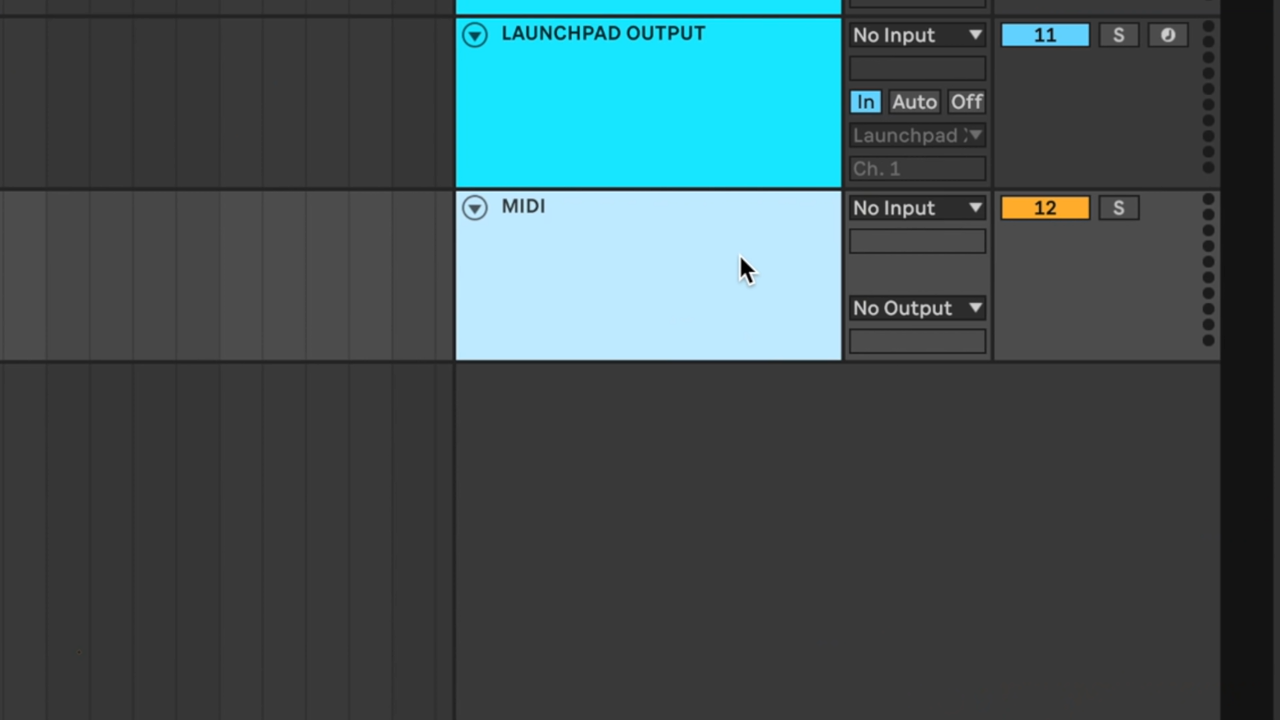 LAUNCHPAD OUTPUT
No Input
11
S
In
Auto
Off
Launchpad
Ch. 1
MIDI
No Input
12
S
No Output